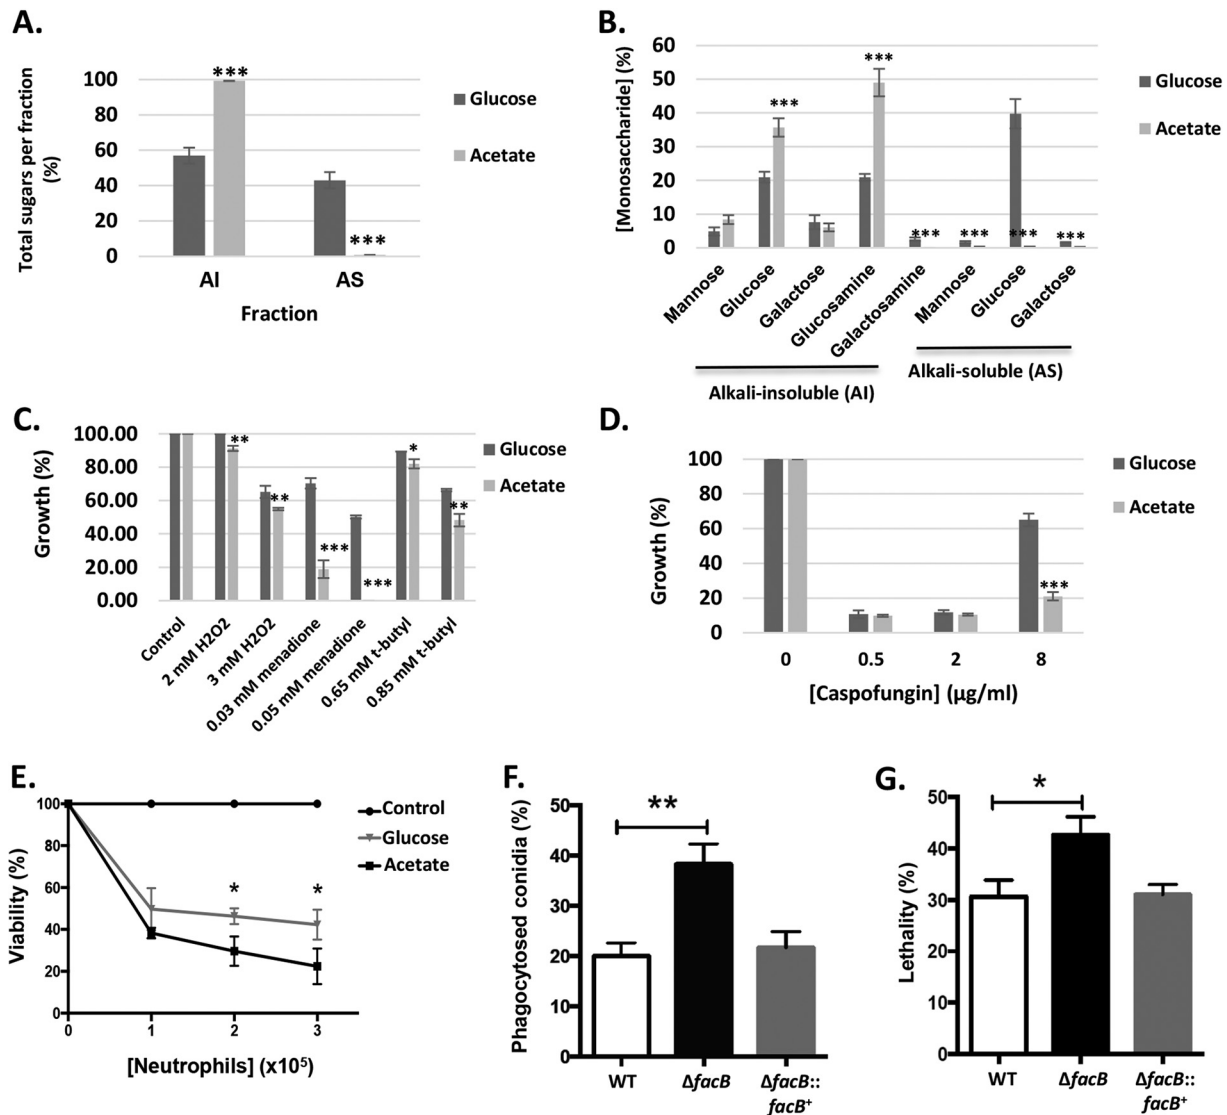 A.
Total sugars per fraction
(%)
100
80
60
40
20
0
***
***
AI
AS
Fraction
Glucose
Acetate
B.
[Monosaccharide] (%)
60
50
40
30
20
10
0
***
***
***
***
***
***
Mannose
Glucose
Galactose
Glucosamine
Galactosamine
Mannose
Glucose
Galactose
Alkali-insoluble (AI)
Alkali-soluble (AS)
Glucose
Acetate
C.
Growth (%)
100.00
80.00
60.00
40.00
20.00
0.00
**
**
***
***
*
**
Control
2 mM H2O2
3 mM H2O2
0.03 mM menadione
0.05 mM menadione
0.65 mM t-butyl
0.85 mM t-butyl
Glucose
Acetate
D.
Growth (%)
100
80
60
40
20
0
***
0
0.5
2
8
[Caspofungin] (µg/ml)
Glucose
Acetate
E.
Viability (%)
100
80
60
40
20
0
*
*
0
1
2
3
[Neutrophils] (x10⁵)
Control
Glucose
Acetate
F.
Phagocytosed conidia (%)
50
40
30
20
10
0
**
WT
ΔfacB
ΔfacB::
facB⁺
G.
Lethality (%)
50
40
30
20
10
0
*
WT
ΔfacB
ΔfacB::
facB⁺